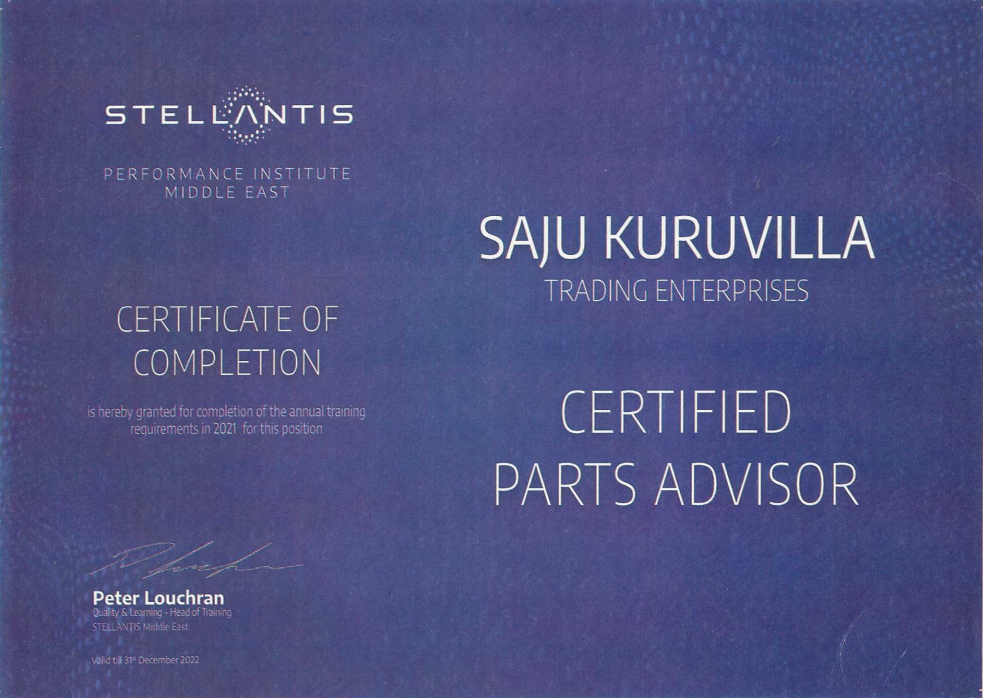 STELLANTIS
PERFORMANCE INSTITUTE
MIDDLE EAST
CERTIFICATE OF
COMPLETION
is hereby granted for completion of the annual training
requirements in 2021 for this position
Peter Louchran
Quality & Learning - Head of Training
STELLANTIS Middle East
Valid till 31st December 2022
SAJU KURUVILLA
TRADING ENTERPRISES
CERTIFIED
PARTS ADVISOR